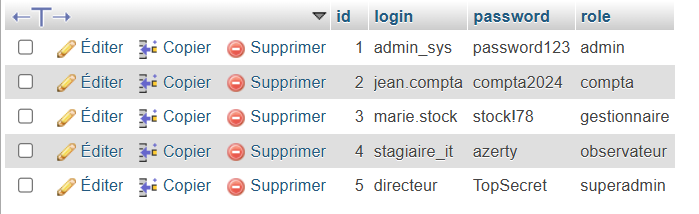 id login password role
Éditer Copier Supprimer 1 admin_sys password123 admin
Éditer Copier Supprimer 2 jean.compta compta2024 compta
Éditer Copier Supprimer 3 marie.stock stock!78 gestionnaire
Éditer Copier Supprimer 4 stagiaire_it azerty observateur
Éditer Copier Supprimer 5 directeur TopSecret superadmin